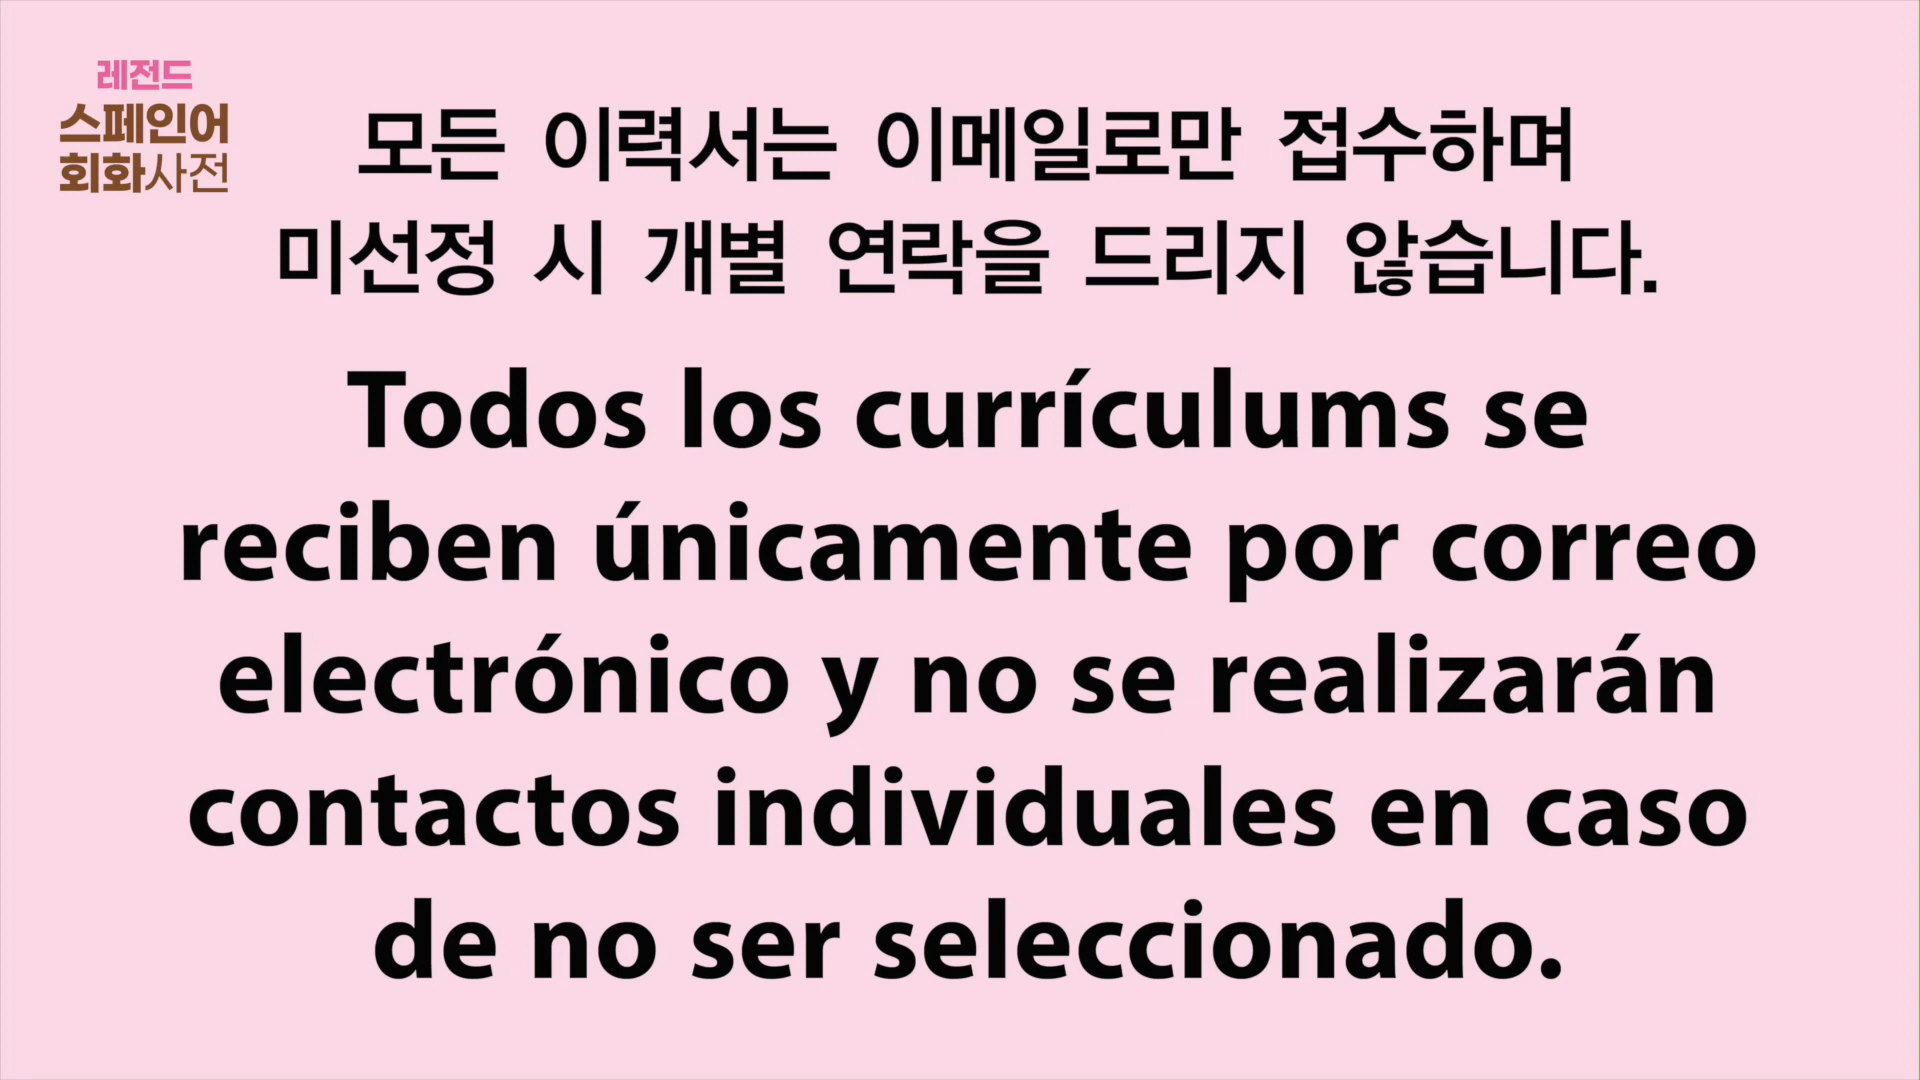 레전드
스페인어
회화사전
모든 이력서는 이메일로만 접수하며
미선정 시 개별 연락을 드리지 않습니다.
Todos los currículums se
reciben únicamente por correo
electrónico y no se realizarán
contactos individuales en caso
de no ser seleccionado.